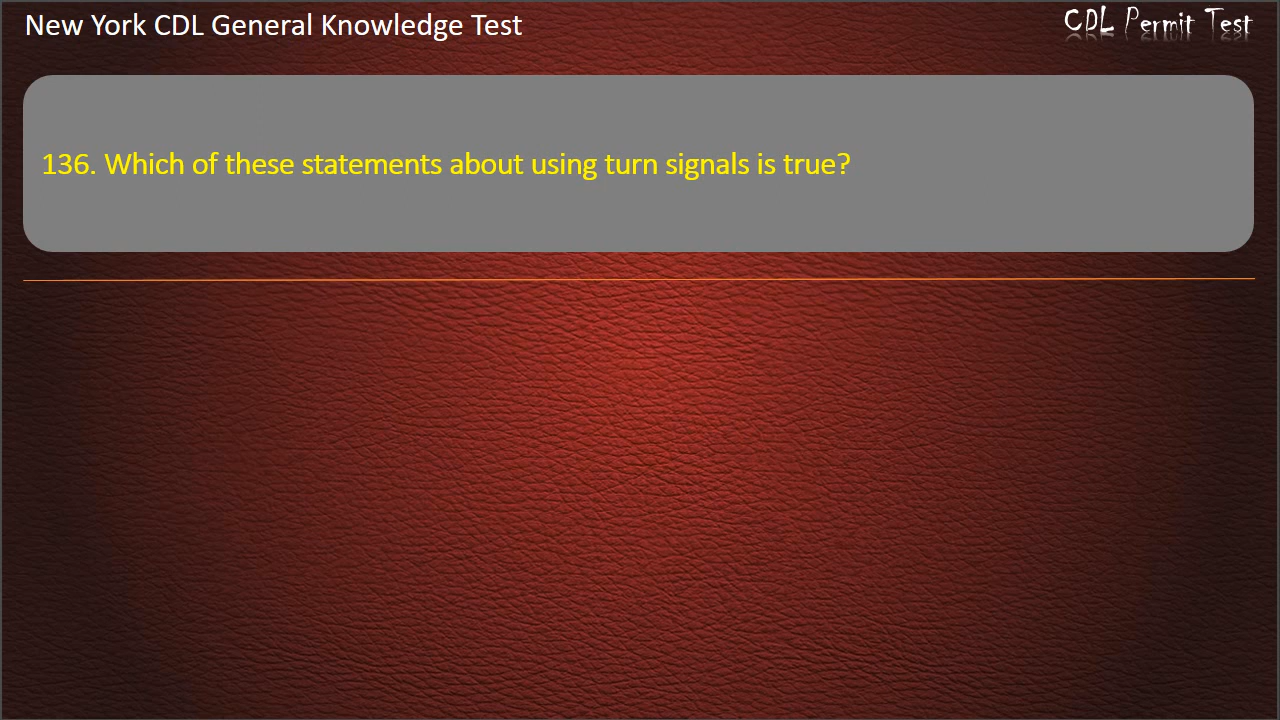 New York CDL General Knowledge Test
CDL Permit Test
136. Which of these statements about using turn signals is true?